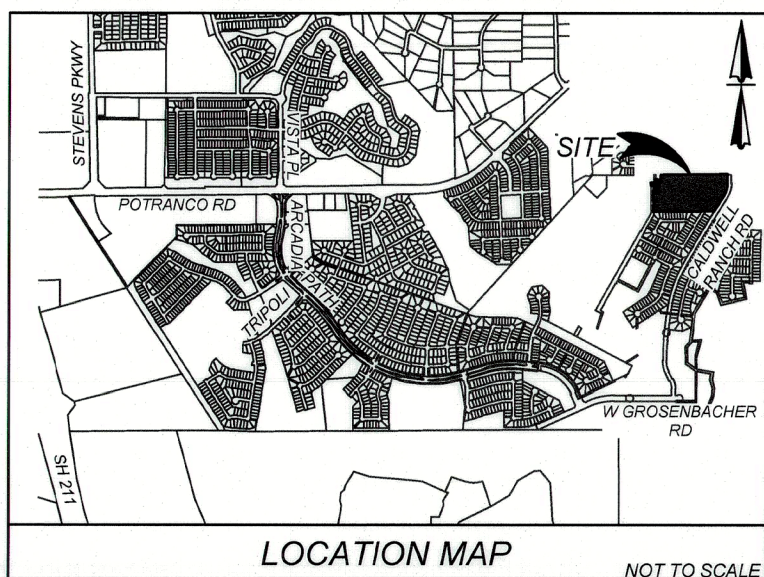 STEVENS PKWY
VISTA PL
SITE
POTRANCO RD
ARCADIA PATH
TRIPOLI
CALDWELL
RANCH RD
W GROSENBACHER
RD
SH 211
LOCATION MAP
NOT TO SCALE